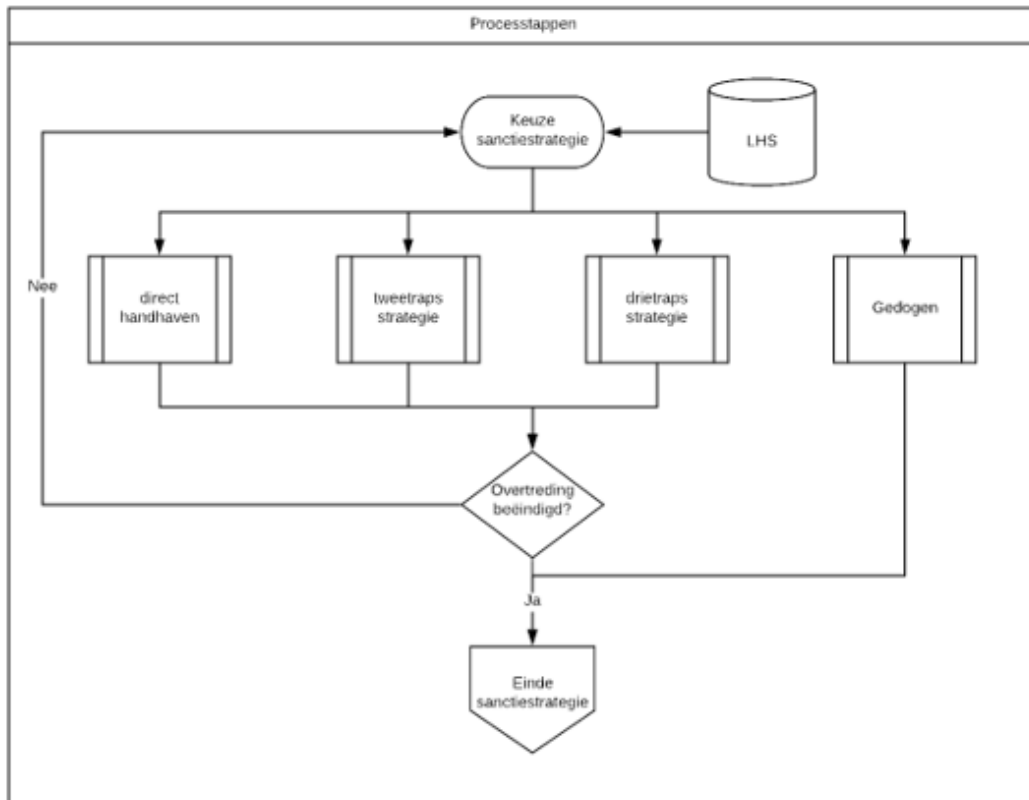 Processtappen
Keuze
sanctiestrategie
LHS
Nee
direct
handhaven
tweetraps
strategie
drietraps
strategie
Gedogen
Overtreding
beëindigd?
Ja
Einde
sanctiestrategie